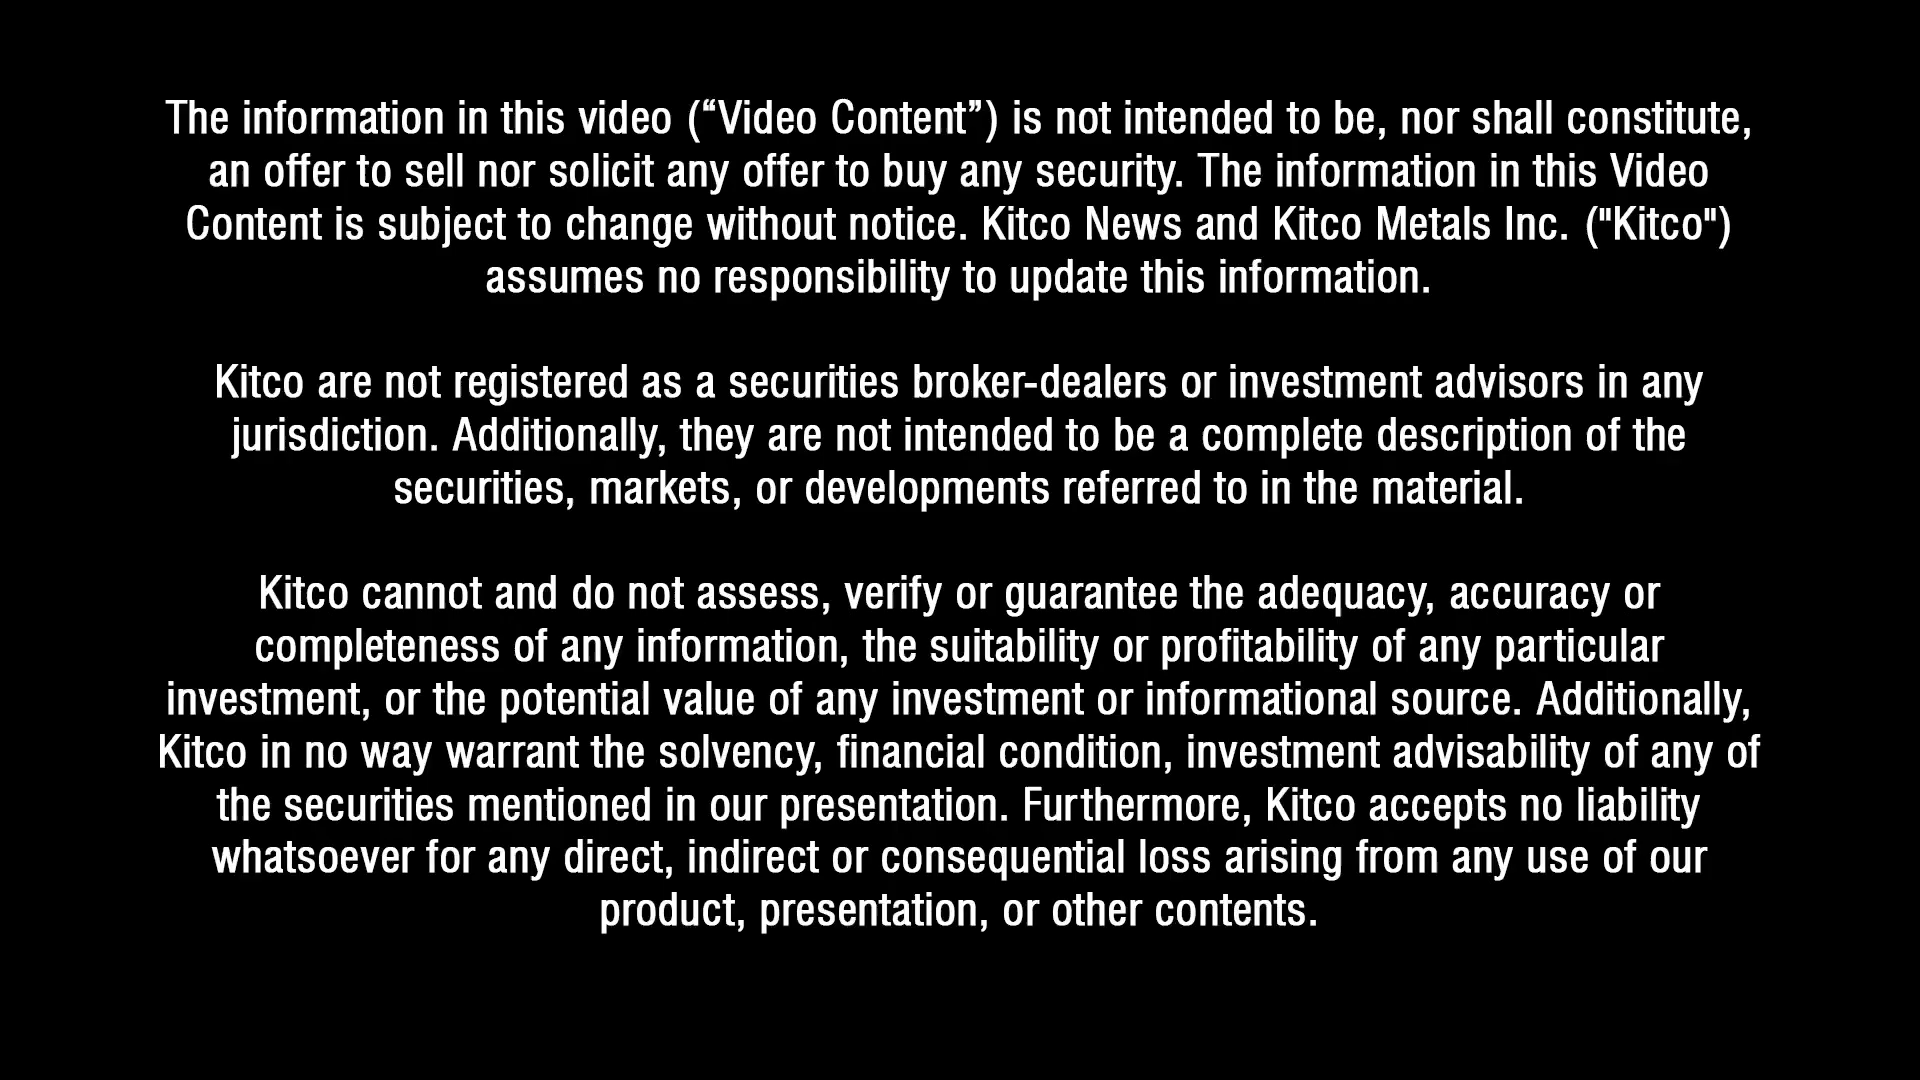 The information in this video (“Video Content”) is not intended to be, nor shall constitute,
an offer to sell nor solicit any offer to buy any security. The information in this Video
Content is subject to change without notice. Kitco News and Kitco Metals Inc. ("Kitco")
assumes no responsibility to update this information.
Kitco are not registered as a securities broker-dealers or investment advisors in any
jurisdiction. Additionally, they are not intended to be a complete description of the
securities, markets, or developments referred to in the material.
Kitco cannot and do not assess, verify or guarantee the adequacy, accuracy or
completeness of any information, the suitability or profitability of any particular
investment, or the potential value of any investment or informational source. Additionally,
Kitco in no way warrant the solvency, financial condition, investment advisability of any of
the securities mentioned in our presentation. Furthermore, Kitco accepts no liability
whatsoever for any direct, indirect or consequential loss arising from any use of our
product, presentation, or other contents.